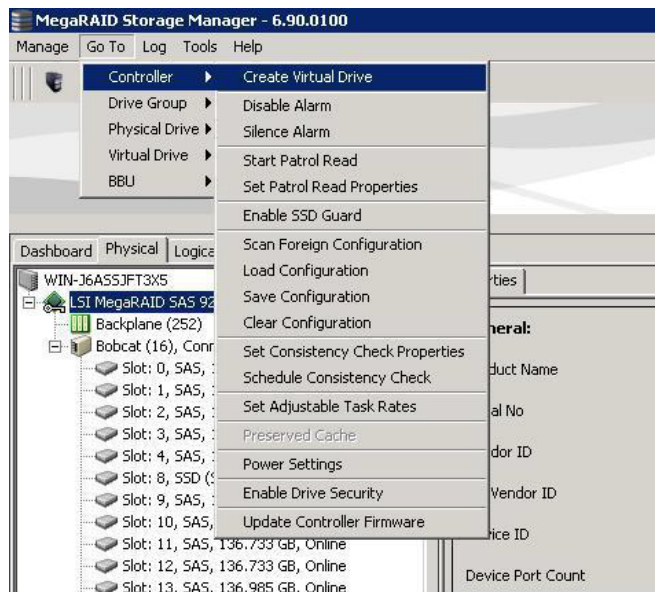 MegaRAID Storage Manager - 6.90.0100
Manage Go To Log Tools Help
Controller
Drive Group
Physical Drive
Virtual Drive
BBU
Create Virtual Drive
Disable Alarm
Silence Alarm
Start Patrol Read
Set Patrol Read Properties
Enable SSD Guard
Scan Foreign Configuration
Load Configuration
Save Configuration
Clear Configuration
Set Consistency Check Properties
Schedule Consistency Check
Set Adjustable Task Rates
Preserved Cache
Power Settings
Enable Drive Security
Update Controller Firmware
Dashboard Physical Logica
WIN-J6ASSJFT3X5
LSI MegaRAID SAS 92
Backplane (252)
Bobcat (16), Conr
Slot: 0, SAS,
Slot: 1, SAS,
Slot: 2, SAS,
Slot: 3, SAS,
Slot: 4, SAS,
Slot: 8, SSD (
Slot: 9, SAS,
Slot: 10, SAS,
Slot: 11, SAS, 136.733 GB, Online
Slot: 12, SAS, 136.733 GB, Online
Slot: 13, SAS, 136.985 GB, Online
rties
neral:
duct Name
al No
dor ID
Vendor ID
ice ID
Device Port Count